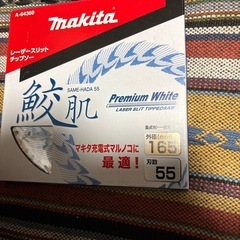 A-64360
makita
レーザースリット
チップソー
鮫肌
SAME-HADA 55
Premium White
LASER SLIT TIPPEDSAW
マキタ充電式マルノコに
最適!
外径(mm)
165
刃数
55